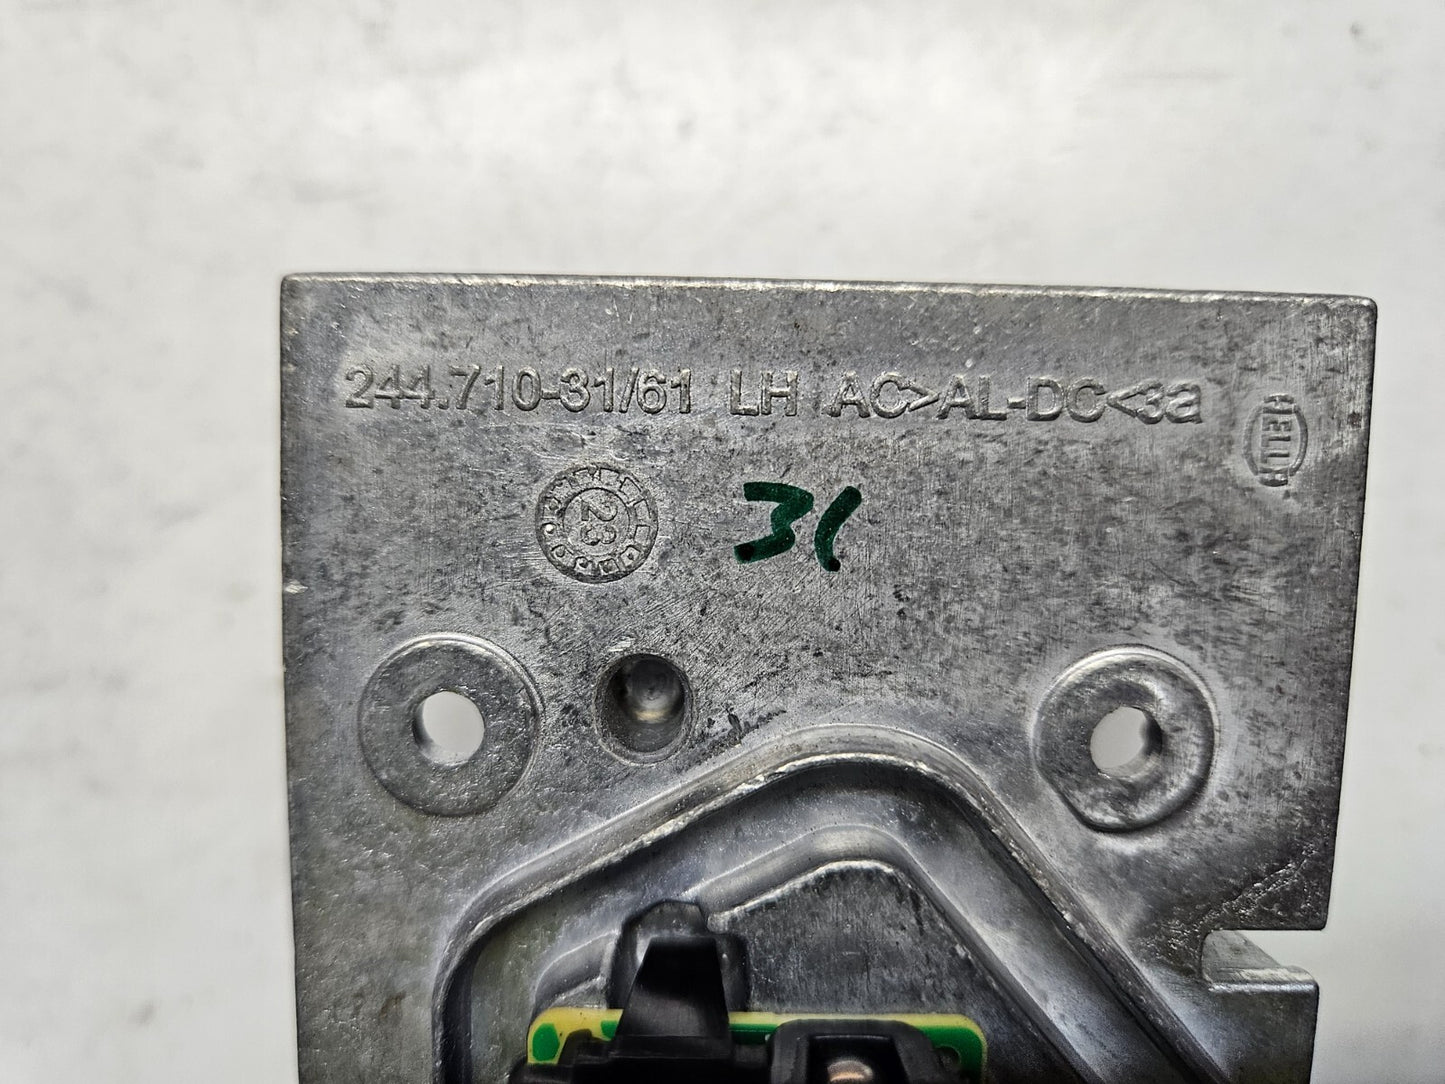 244.710-31/61 LH AC>AL-DC<3a
HELLA
23
31